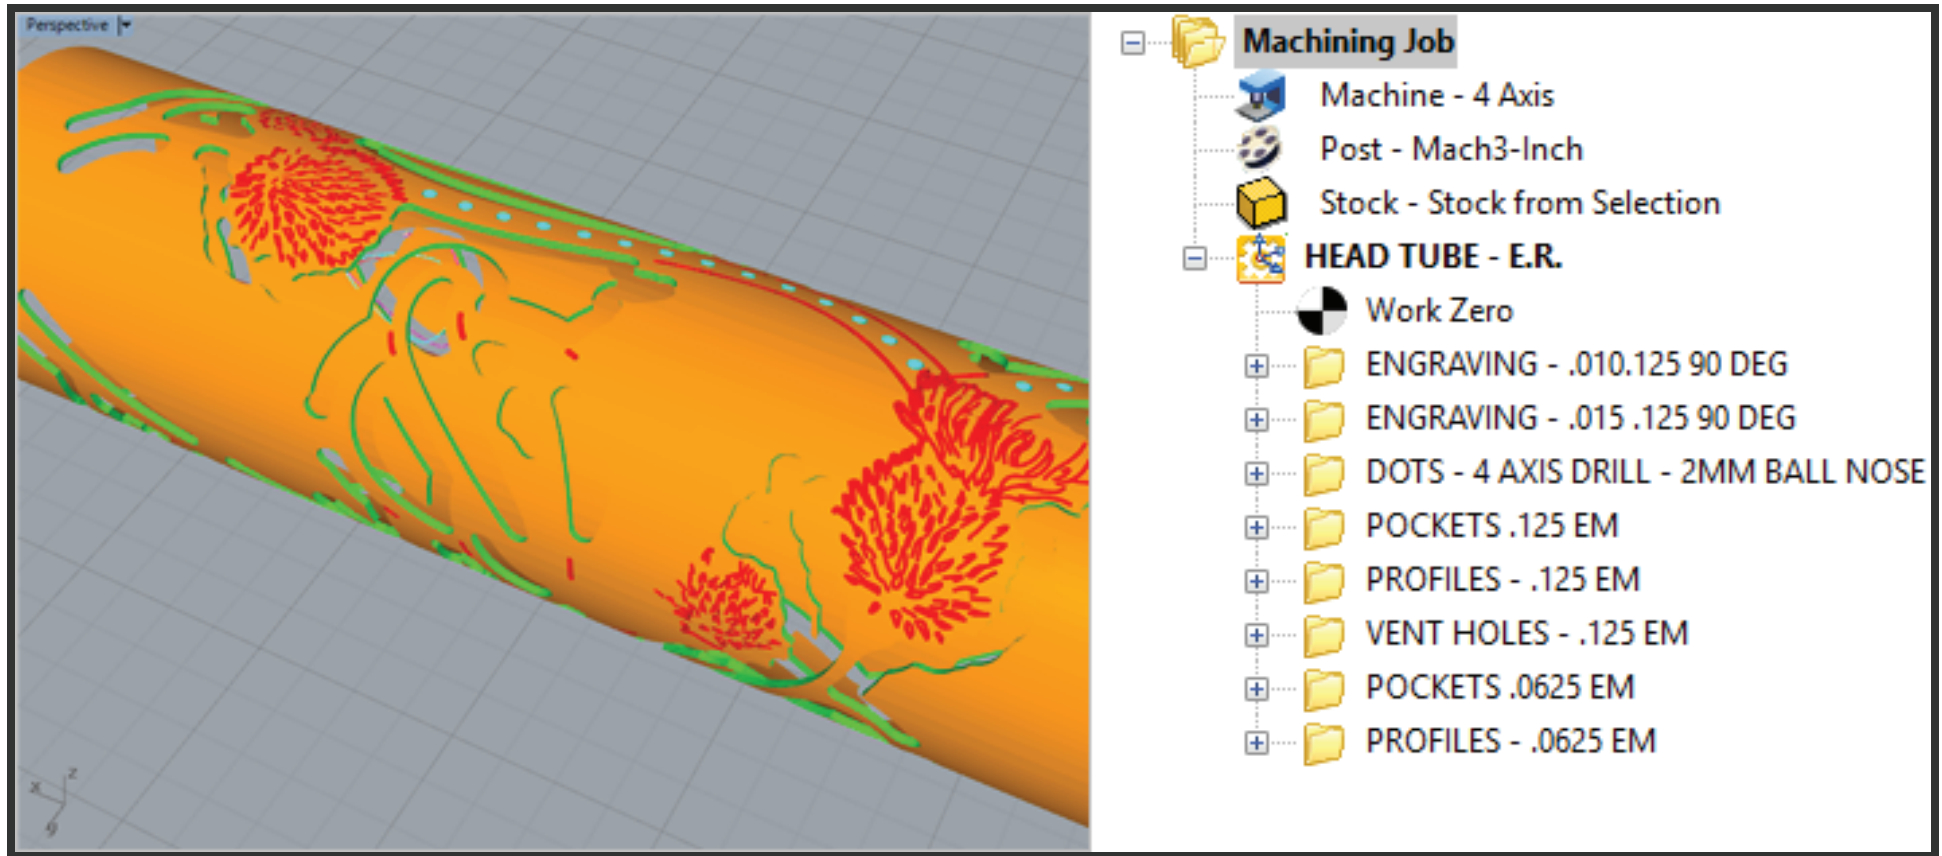 Perspective
Machining Job
Machine - 4 Axis
Post - Mach3-Inch
Stock - Stock from Selection
HEAD TUBE - E.R.
Work Zero
ENGRAVING - .010.125 90 DEG
ENGRAVING - .015 .125 90 DEG
DOTS - 4 AXIS DRILL - 2MM BALL NOSE
POCKETS .125 EM
PROFILES - .125 EM
VENT HOLES - .125 EM
POCKETS .0625 EM
PROFILES - .0625 EM
z
x
y